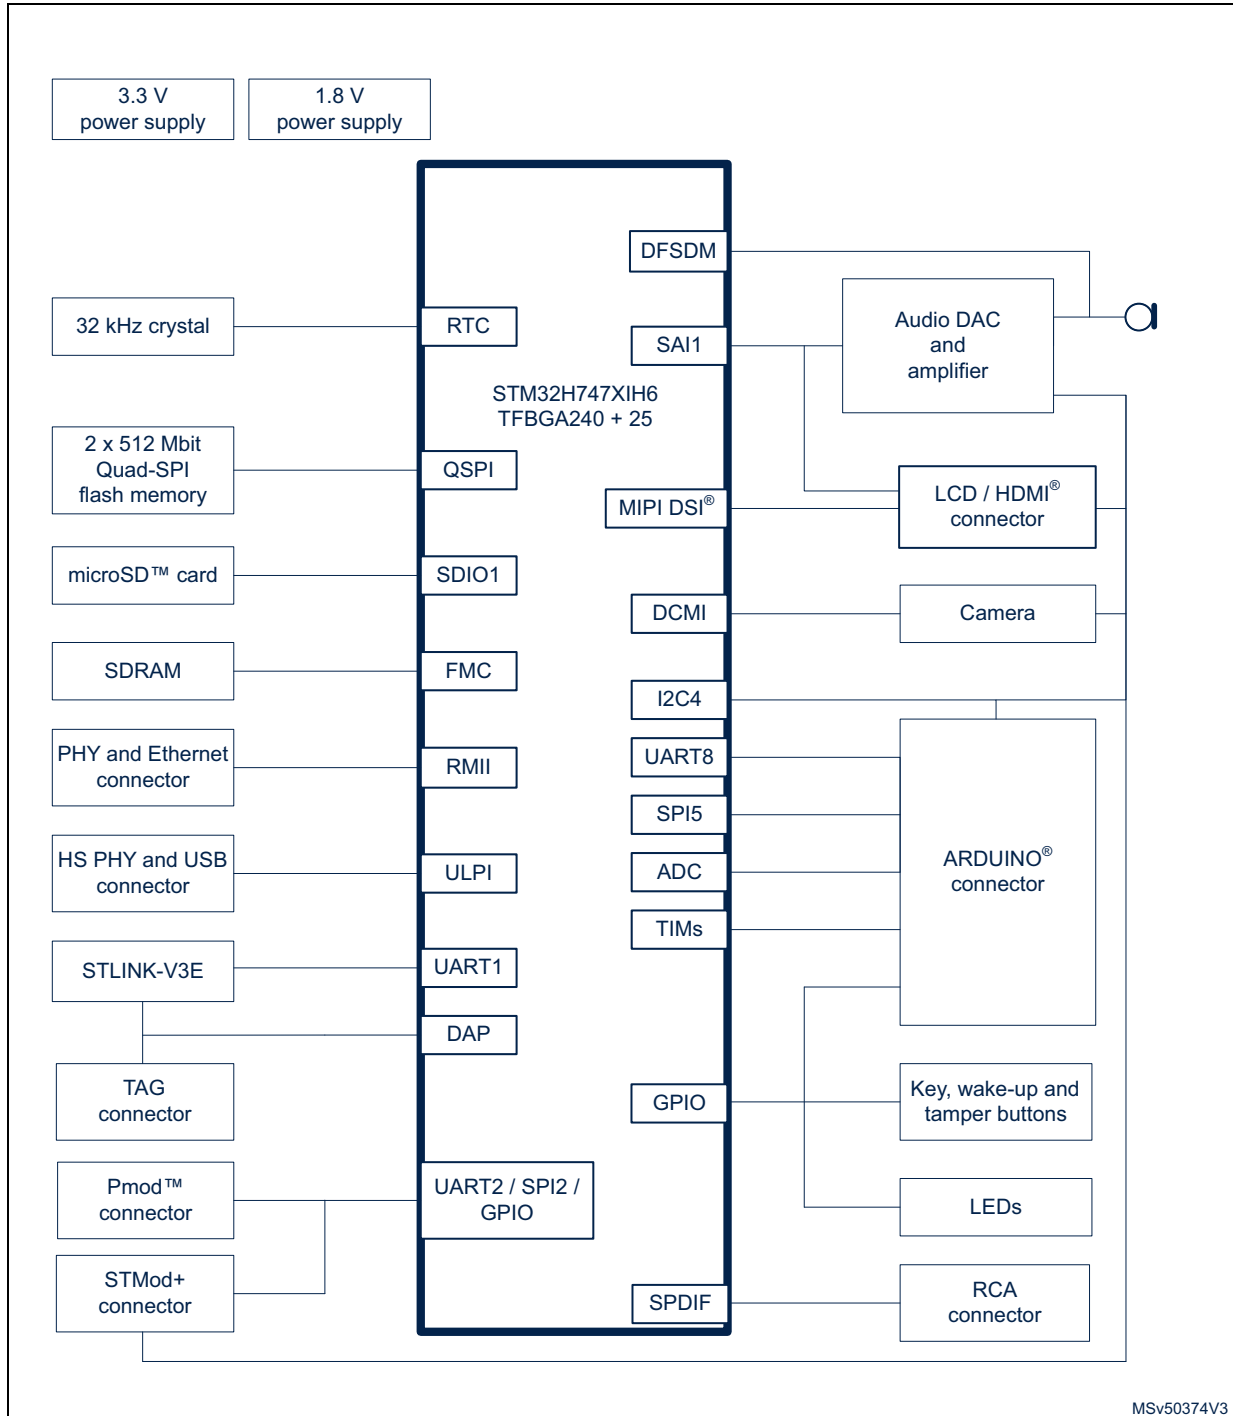 3.3 V
power supply
1.8 V
power supply
DFSDM
32 kHz crystal
RTC
SAI1
Audio DAC
and
amplifier
STM32H747XIH6
TFBGA240 + 25
2 x 512 Mbit
Quad-SPI
flash memory
QSPI
MIPI DSI®
LCD / HDMI®
connector
microSD™ card
SDIO1
DCMI
Camera
SDRAM
FMC
I2C4
PHY and Ethernet
connector
RMII
UART8
SPI5
HS PHY and USB
connector
ULPI
ADC
ARDUINO®
connector
TIMs
STLINK-V3E
UART1
DAP
TAG
connector
GPIO
Key, wake-up and
tamper buttons
Pmod™
connector
UART2 / SPI2 /
GPIO
LEDs
STMod+
connector
SPDIF
RCA
connector
MSv50374V3